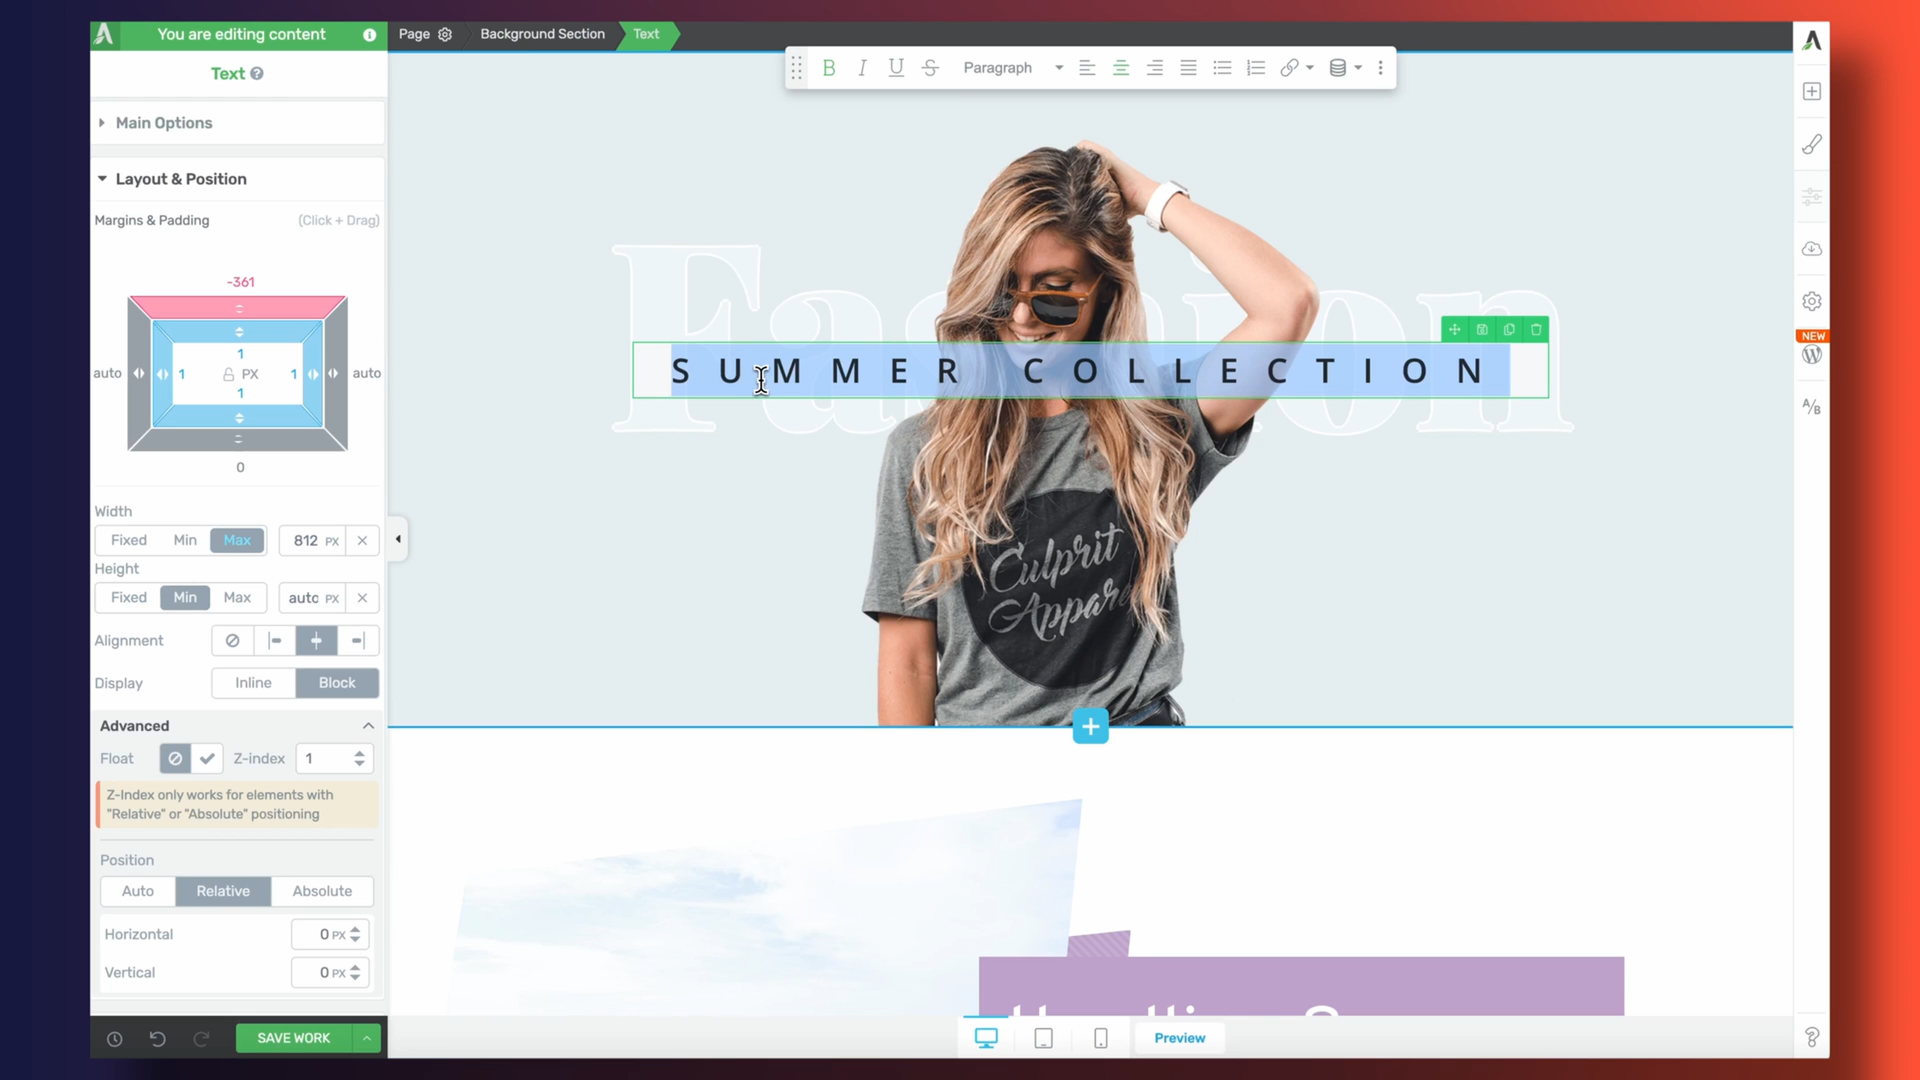 You are editing content
Page
Background Section
Text
Text
B I U S Paragraph
Main Options
Layout & Position
Margins & Padding (Click + Drag)
-361
1
auto 1 PX 1 auto
1
0
Width
Fixed Min Max 812 PX
Height
Fixed Min Max auto PX
Alignment
Display Inline Block
Advanced
Float Z-index 1
Z-Index only works for elements with
"Relative" or "Absolute" positioning
Position
Auto Relative Absolute
Horizontal 0 PX
Vertical 0 PX
SAVE WORK
Fashion
SUMMER COLLECTION
Culprit
Apparel
NEW
A/B
Preview